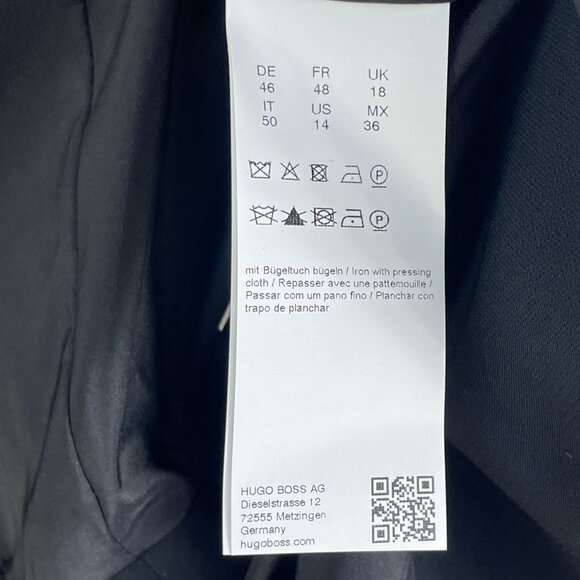 DE FR UK
46 48 18
IT US MX
50 14 36
P
P
mit Bügeltuch bügeln / Iron with pressing
cloth / Repasser avec une pattemouille /
Passar com um pano fino / Planchar con
trapo de planchar
HUGO BOSS AG
Dieselstrasse 12
72555 Metzingen
Germany
hugoboss.com